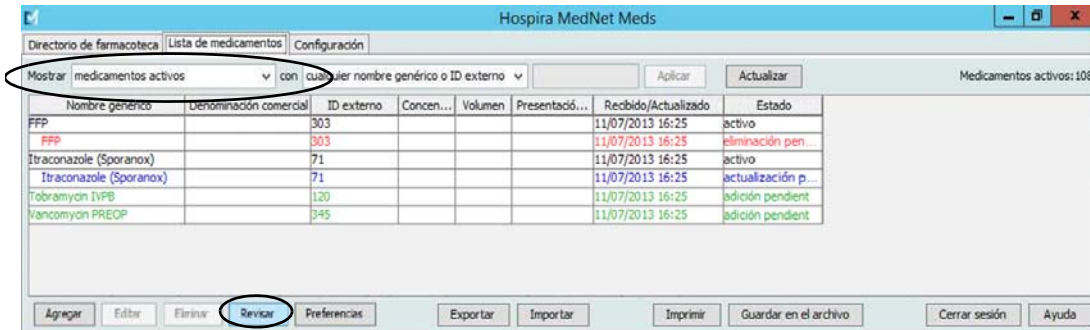 Hospira MedNet Meds
Directorio de farmacoteca Lista de medicamentos Configuración
Mostrar medicamentos activos con cualquier nombre genérico o ID externo Aplicar Actualizar Medicamentos activos: 108
Nombre genérico Denominación comercial ID externo Concen... Volumen Presentació... Recibido/Actualizado Estado
FFP 303 11/07/2013 16:25 activo
FFP 303 11/07/2013 16:25 eliminación pen...
Itraconazole (Sporanox) 71 11/07/2013 16:25 activo
Itraconazole (Sporanox) 71 11/07/2013 16:25 actualización p...
Tobramycin IVPB 120 11/07/2013 16:25 adición pendient
Vancomycin PREOP 345 11/07/2013 16:25 adición pendient
Agregar Editar Eliminar Revisar Preferencias Exportar Importar Imprimir Guardar en el archivo Cerrar sesión Ayuda